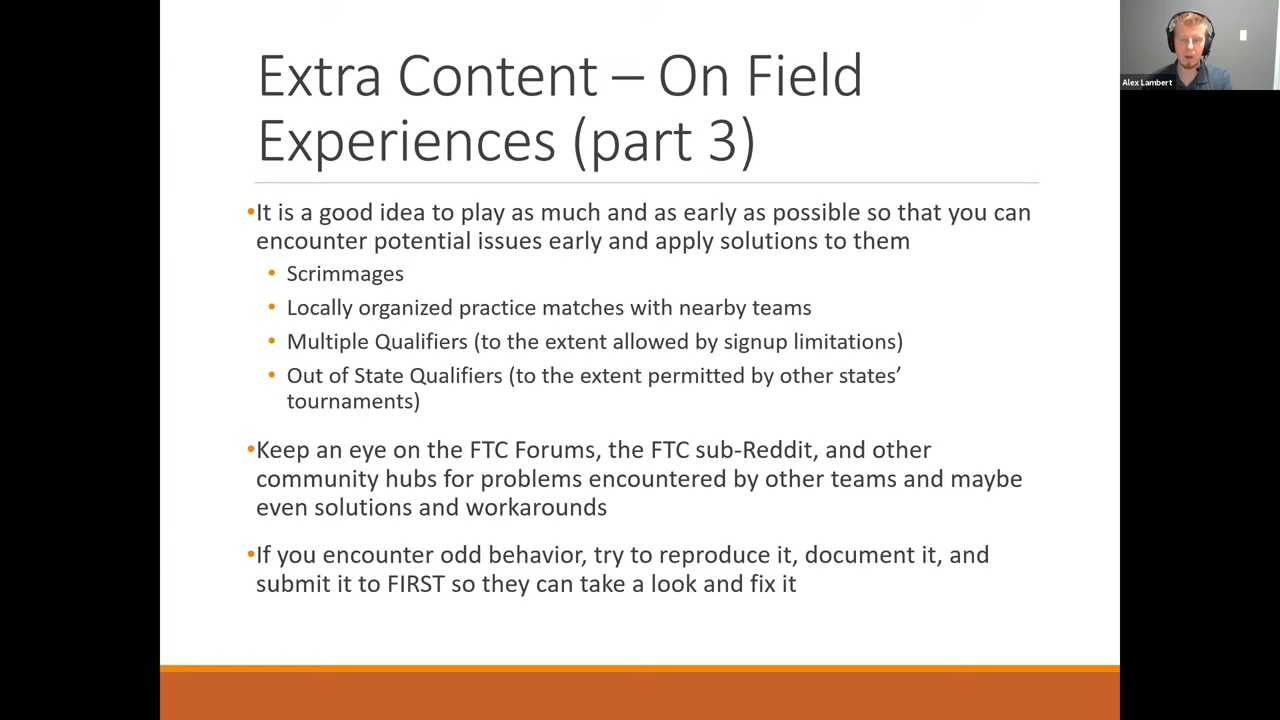 Extra Content – On Field
Experiences (part 3)
Alex Lambert
•It is a good idea to play as much and as early as possible so that you can
encounter potential issues early and apply solutions to them
• Scrimmages
• Locally organized practice matches with nearby teams
• Multiple Qualifiers (to the extent allowed by signup limitations)
• Out of State Qualifiers (to the extent permitted by other states’
tournaments)
•Keep an eye on the FTC Forums, the FTC sub-Reddit, and other
community hubs for problems encountered by other teams and maybe
even solutions and workarounds
•If you encounter odd behavior, try to reproduce it, document it, and
submit it to FIRST so they can take a look and fix it